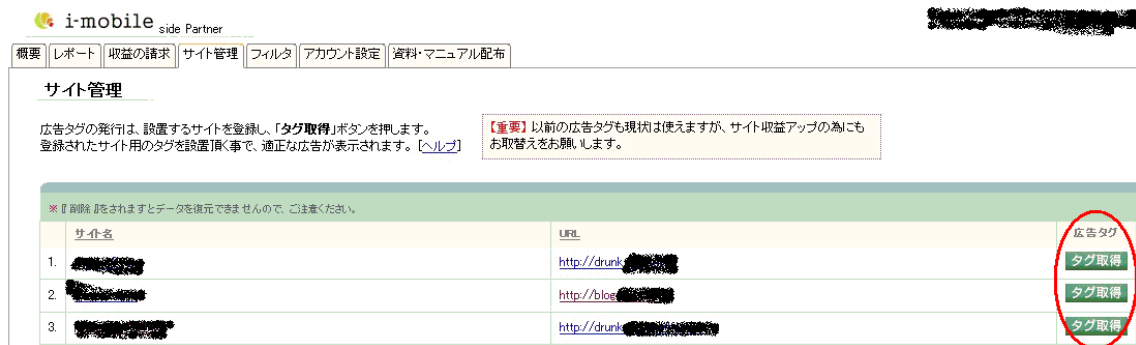 i-mobile side Partner
概要 レポート 収益の請求 サイト管理 フィルタ アカウント設定 資料・マニュアル配布
サイト管理
広告タグの発行は、設置するサイトを登録し、「タグ取得」ボタンを押します。
登録されたサイト用のタグを設置頂く事で、適正な広告が表示されます。 [ヘルプ]
【重要】以前の広告タグも現状は使えますが、サイト収益アップの為にも
お取替えをお願いします。
※『削除』をされますとデータを復元できませんので、ご注意ください。
サイト名 URL 広告タグ
1. http://drunk タグ取得
2. http://blog タグ取得
3. http://drunk タグ取得